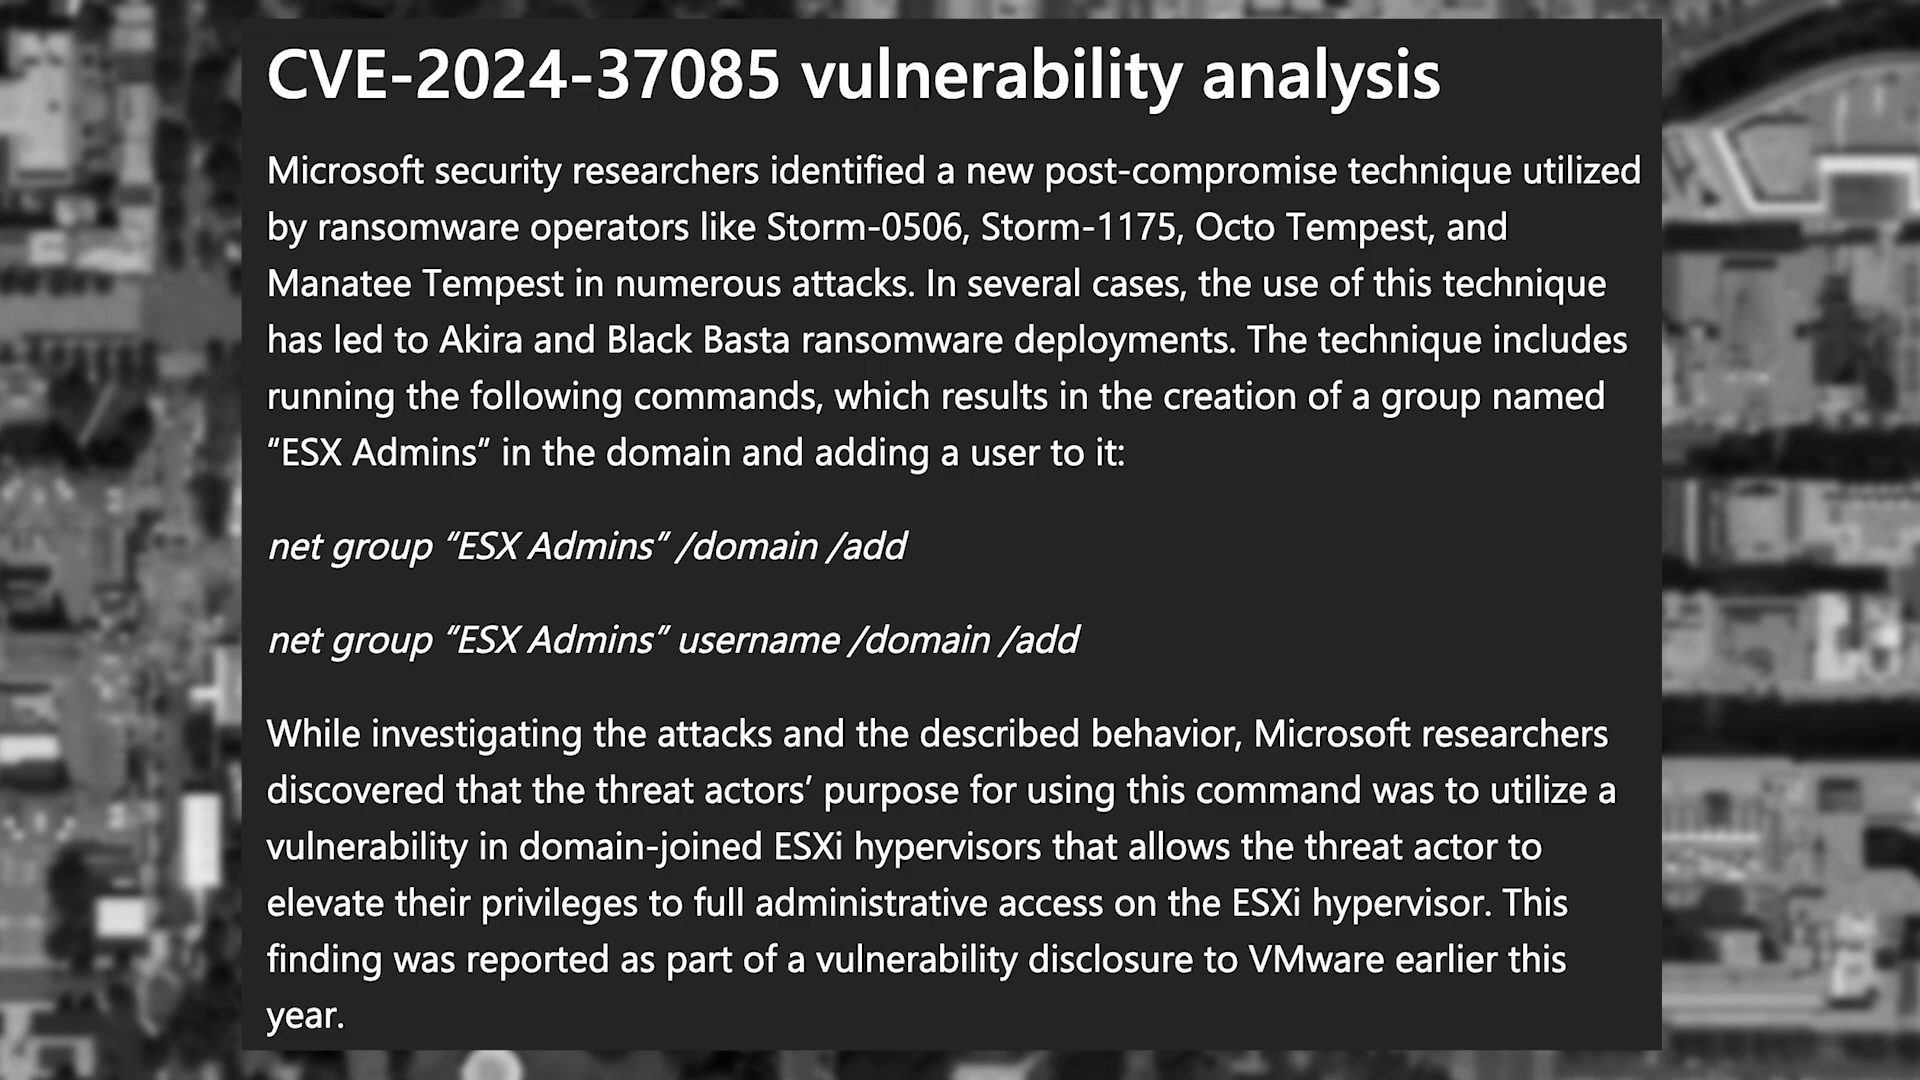 CVE-2024-37085 vulnerability analysis
Microsoft security researchers identified a new post-compromise technique utilized
by ransomware operators like Storm-0506, Storm-1175, Octo Tempest, and
Manatee Tempest in numerous attacks. In several cases, the use of this technique
has led to Akira and Black Basta ransomware deployments. The technique includes
running the following commands, which results in the creation of a group named
“ESX Admins” in the domain and adding a user to it:
net group “ESX Admins” /domain /add
net group “ESX Admins” username /domain /add
While investigating the attacks and the described behavior, Microsoft researchers
discovered that the threat actors’ purpose for using this command was to utilize a
vulnerability in domain-joined ESXi hypervisors that allows the threat actor to
elevate their privileges to full administrative access on the ESXi hypervisor. This
finding was reported as part of a vulnerability disclosure to VMware earlier this
year.